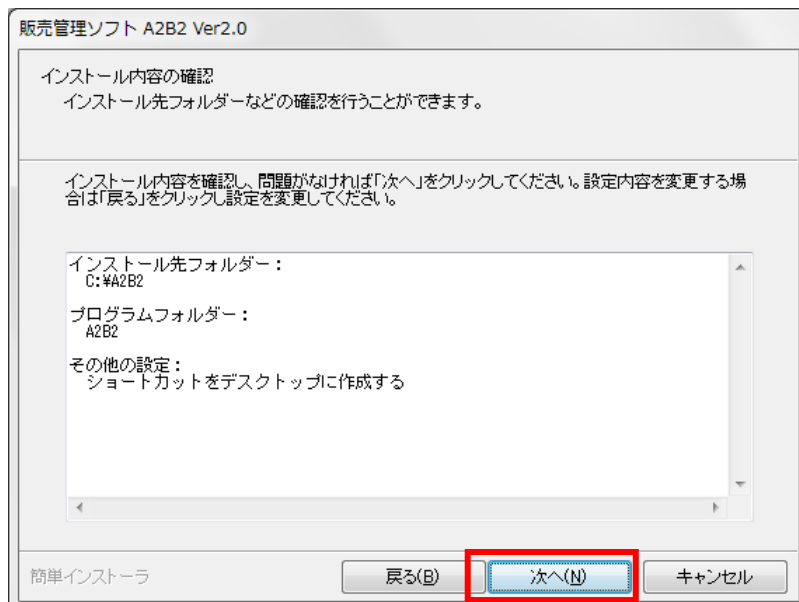 販売管理ソフト A2B2 Ver2.0
インストール内容の確認
インストール先フォルダーなどの確認を行うことができます。
インストール内容を確認し、問題がなければ「次へ」をクリックしてください。設定内容を変更する場
合は「戻る」をクリックし設定を変更してください。
インストール先フォルダー：
C:¥A2B2
プログラムフォルダー：
A2B2
その他の設定：
ショートカットをデスクトップに作成する
簡単インストーラ
戻る(B)
次へ(N)
キャンセル